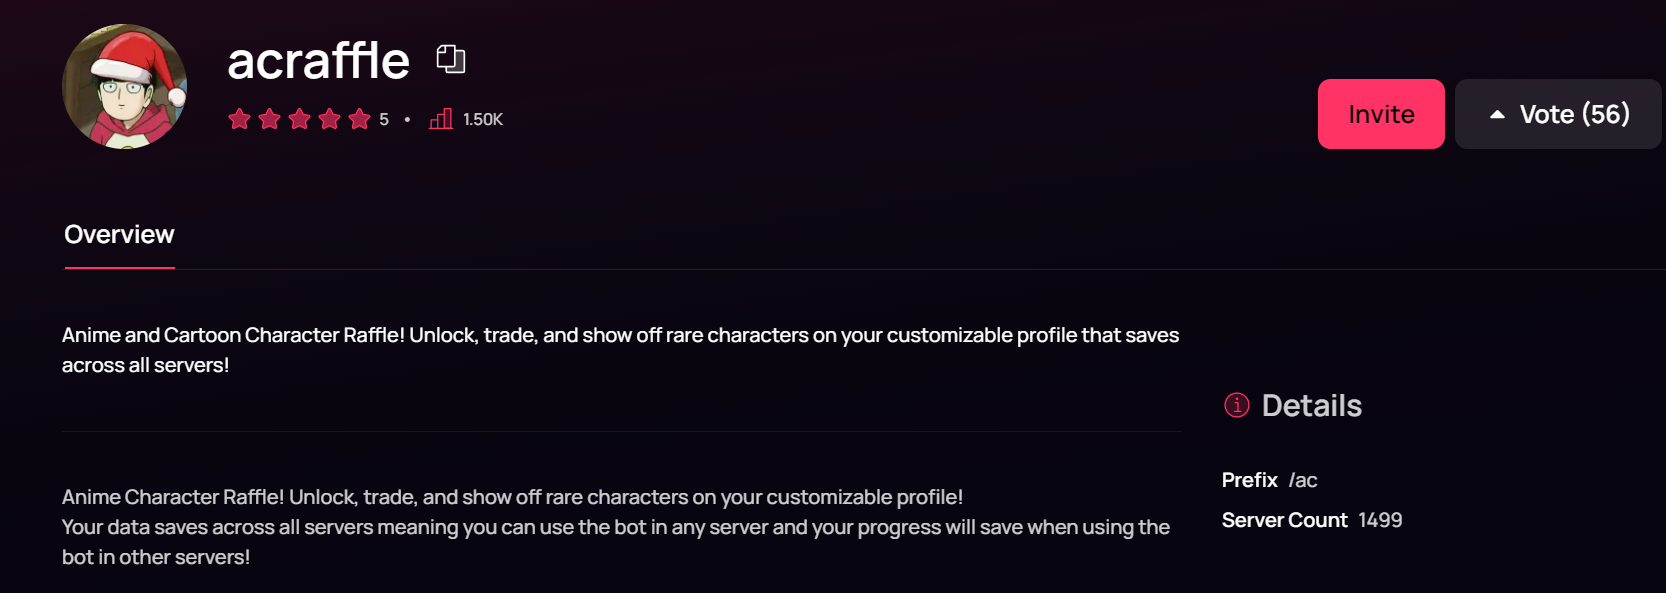 acraffle
5 • 1.50K
Invite
Vote (56)
Overview
Anime and Cartoon Character Raffle! Unlock, trade, and show off rare characters on your customizable profile that saves
across all servers!
Details
Prefix /ac
Server Count 1499
Anime Character Raffle! Unlock, trade, and show off rare characters on your customizable profile!
Your data saves across all servers meaning you can use the bot in any server and your progress will save when using the
bot in other servers!